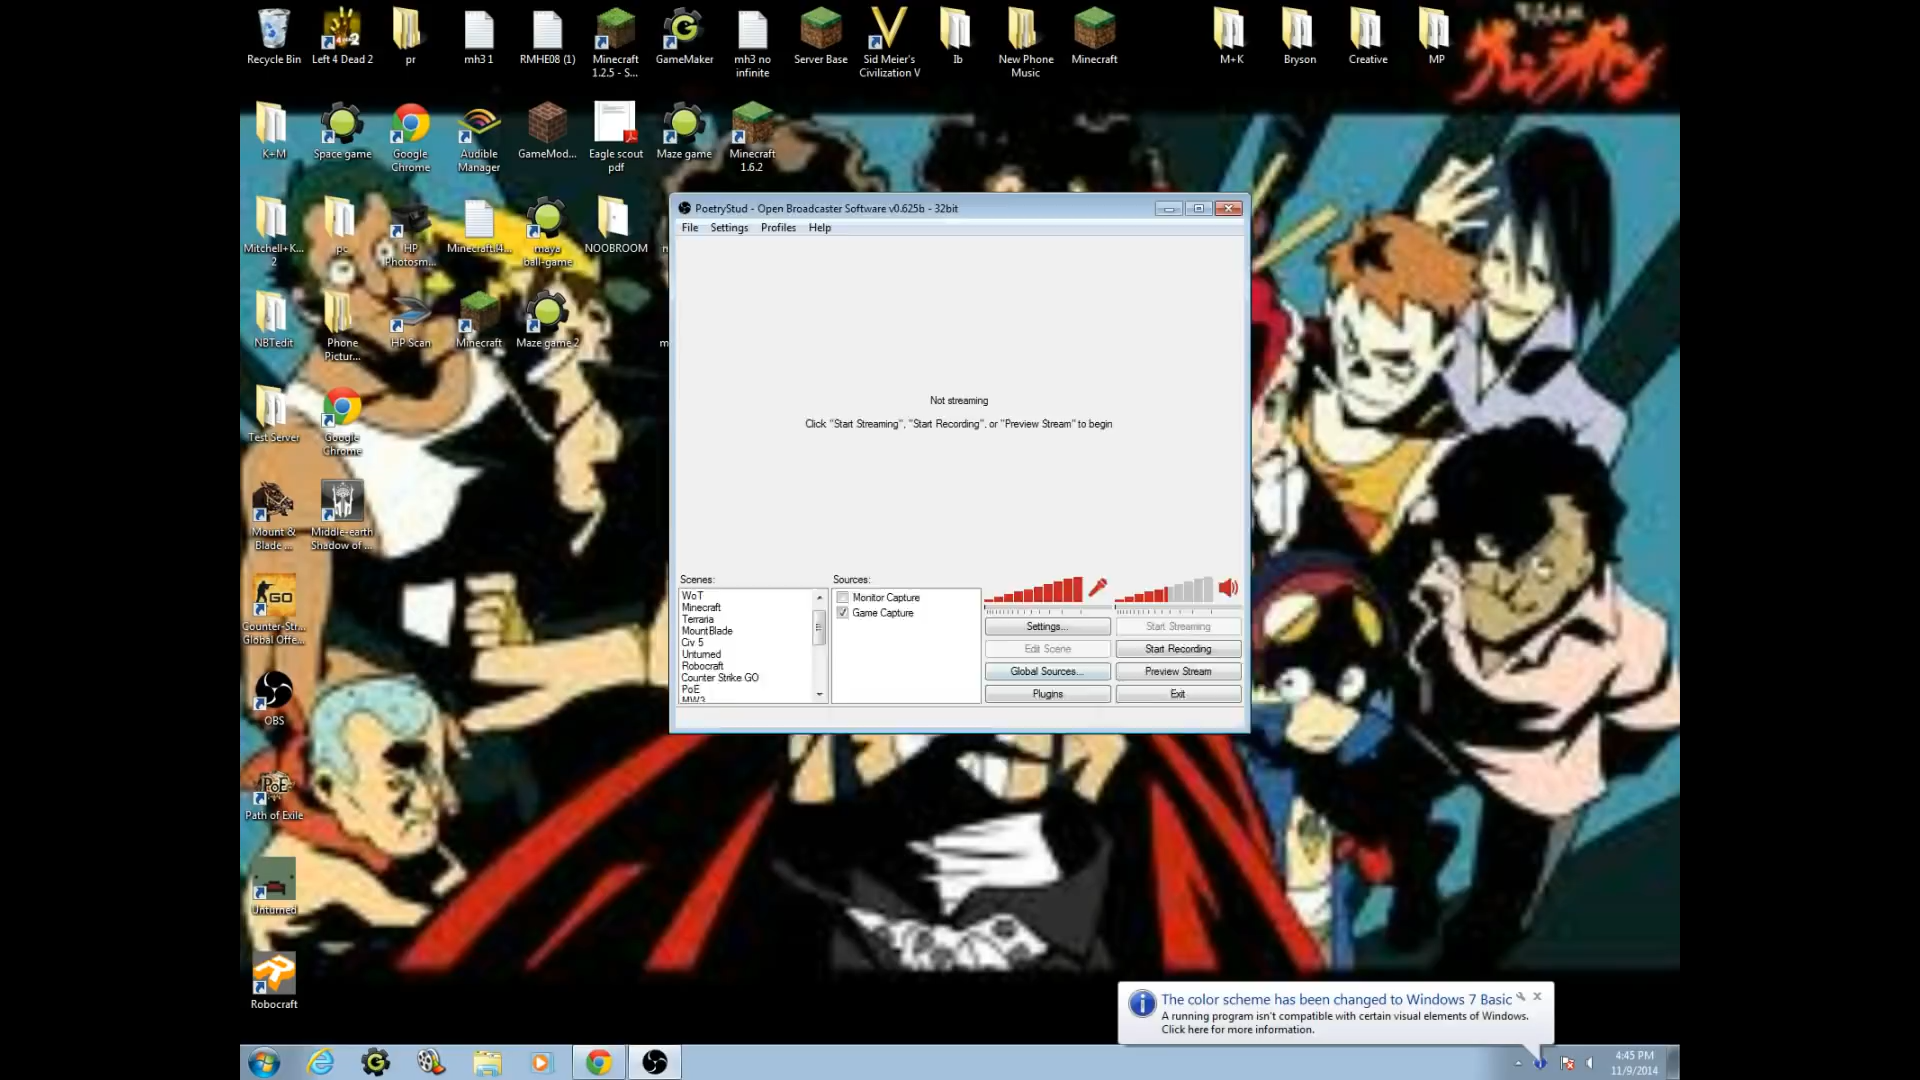 Recycle Bin
Left 4 Dead 2
pr
mh3 1
RMHE08 (1)
Minecraft
1.2.5 - S...
GameMaker
mh3 no
infinite
Server Base
Sid Meier's
Civilization V
Ib
New Phone
Music
Minecraft
M+K
Bryson
Creative
MP
K+M
Space game
Google
Chrome
Audible
Manager
GameMod...
Eagle scout
pdf
Maze game
Minecraft
1.6.2
Mitchell+K...
2
pc
HP
Photosm...
Minecraft14...
maya
ball-game
NOOBROOM
NBTedit
Phone
Pictur...
HP Scan
Minecraft
Maze game 2
Test Server
Google
Chrome
Mount &
Blade ...
Middle-earth
Shadow of ...
GO
Counter-Str...
Global Offe...
OBS
PoE
Path of Exile
Unturned
Robocraft
PoetryStud - Open Broadcaster Software v0.625b - 32bit
File Settings Profiles Help
Not streaming
Click "Start Streaming", "Start Recording", or "Preview Stream" to begin
Scenes:
WoT
Minecraft
Terraria
MountBlade
Civ 5
Unturned
Robocraft
Counter Strike GO
PoE
MW3
Sources:
Monitor Capture
Game Capture
Settings...
Start Streaming
Edit Scene
Start Recording
Global Sources...
Preview Stream
Plugins
Exit
The color scheme has been changed to Windows 7 Basic
A running program isn't compatible with certain visual elements of Windows.
Click here for more information.
4:45 PM
11/9/2014